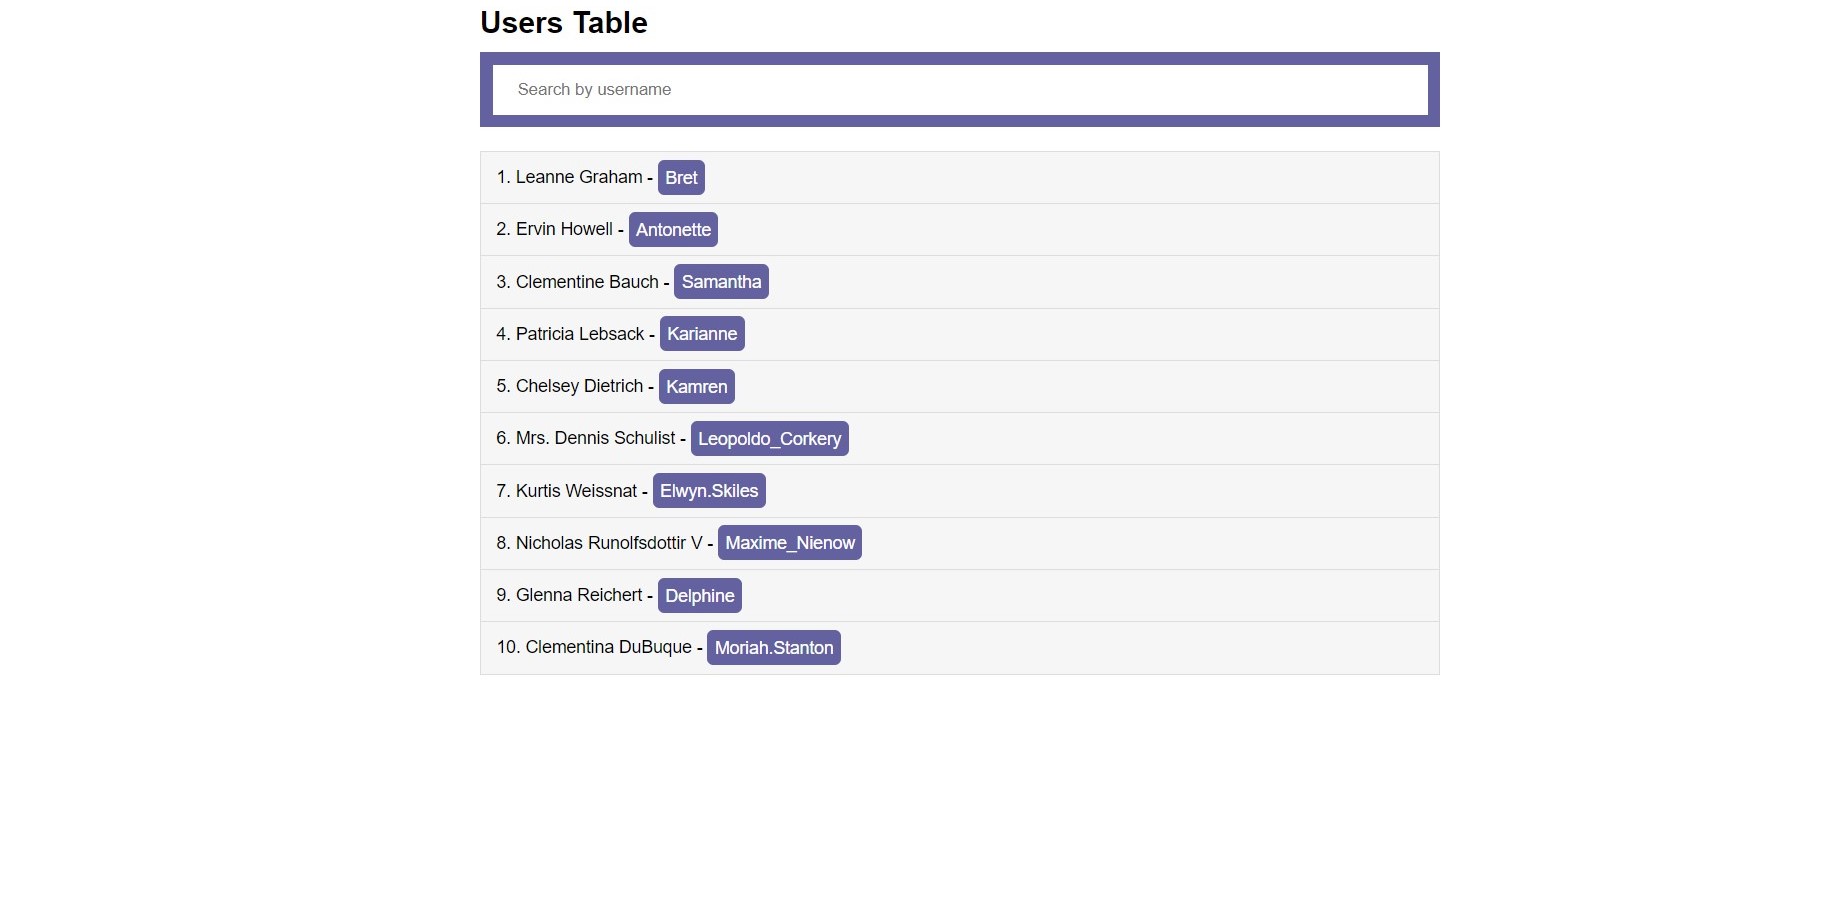 Users Table
Search by username
1. Leanne Graham - Bret
2. Ervin Howell - Antonette
3. Clementine Bauch - Samantha
4. Patricia Lebsack - Karianne
5. Chelsey Dietrich - Kamren
6. Mrs. Dennis Schulist - Leopoldo_Corkery
7. Kurtis Weissnat - Elwyn.Skiles
8. Nicholas Runolfsdottir V - Maxime_Nienow
9. Glenna Reichert - Delphine
10. Clementina DuBuque - Moriah.Stanton